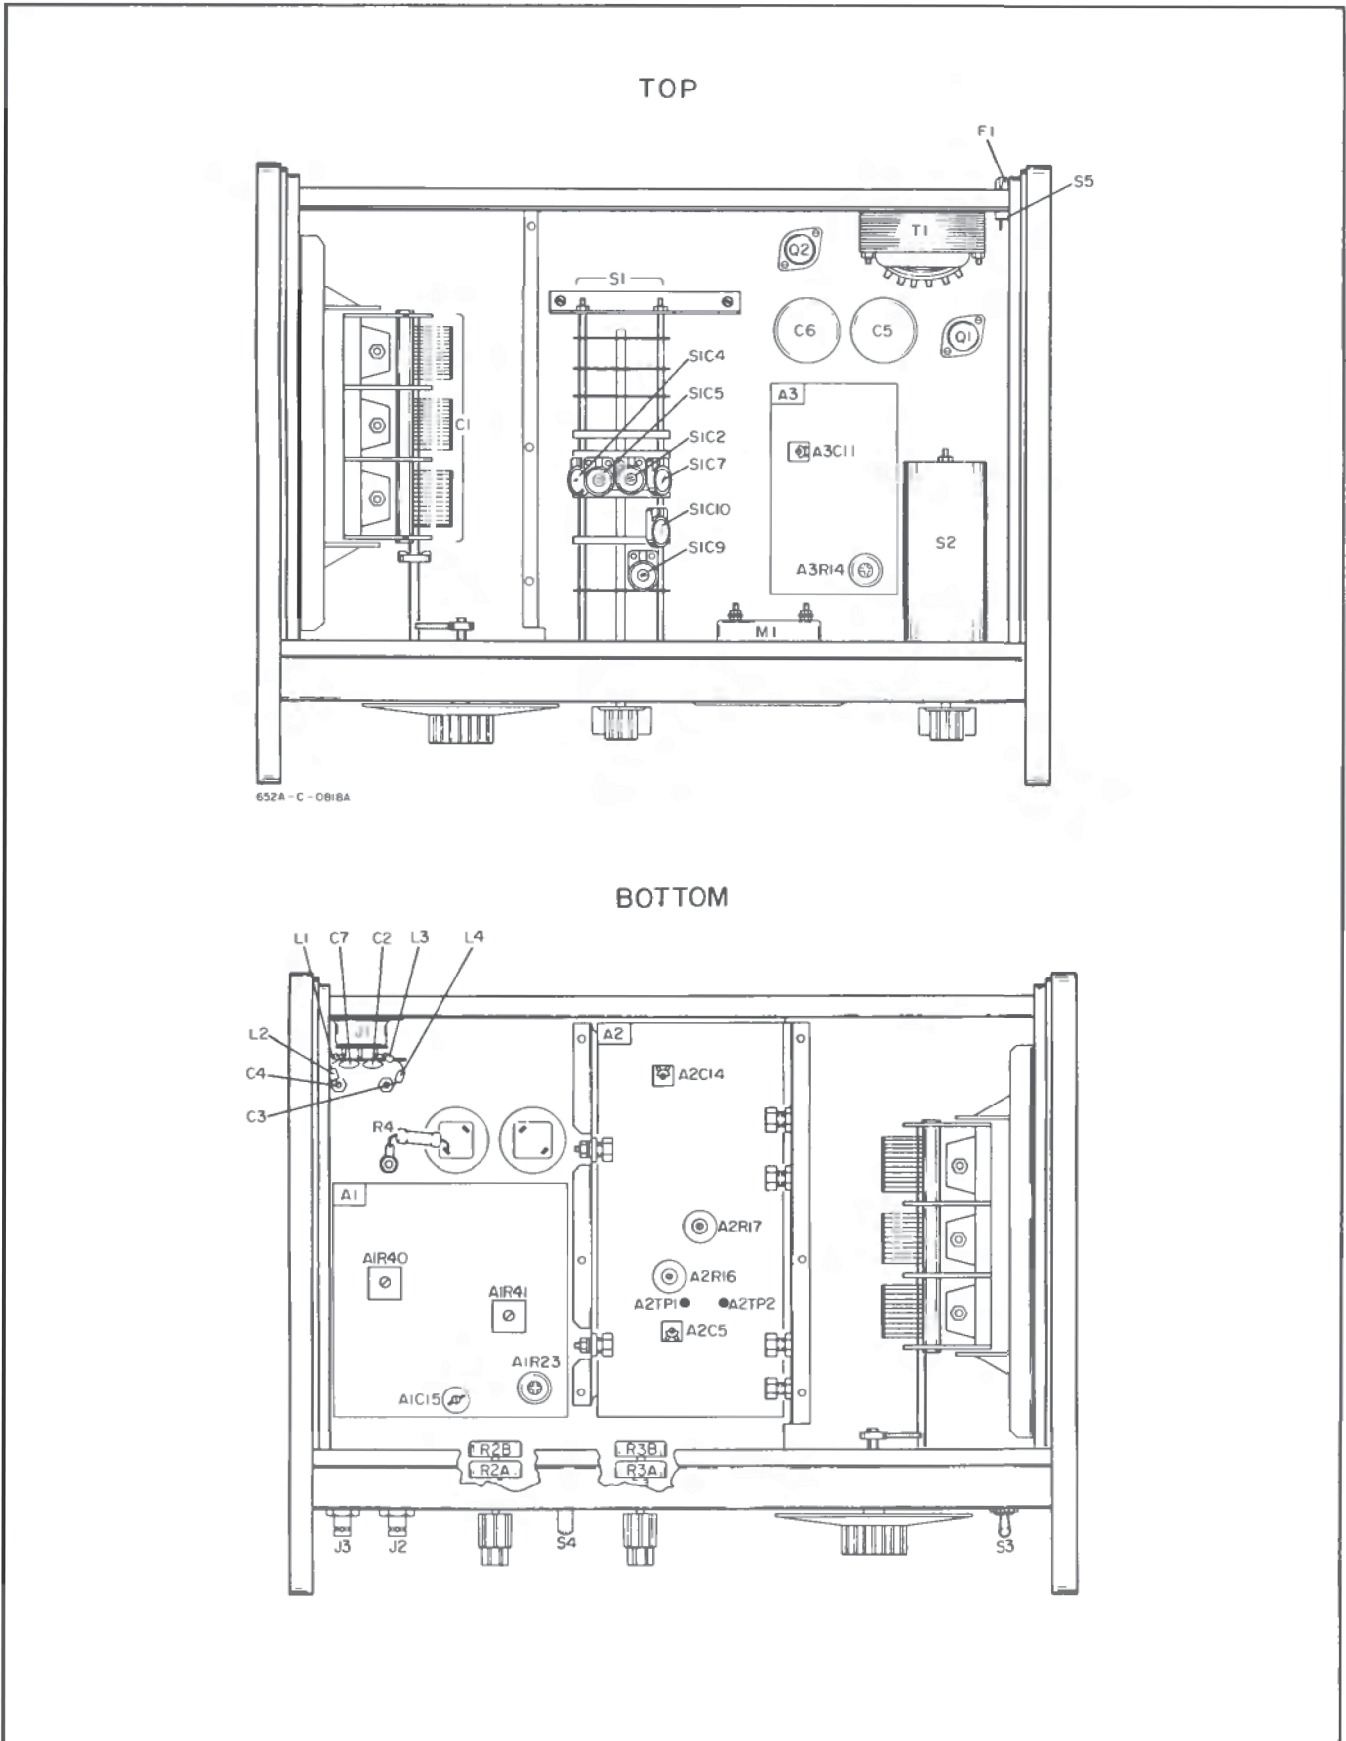 TOP
F1
S5
T1
Q2
S1
C6
C5
Q1
S1C4
A3
S1C5
C1
S1C2
A3C11
S1C7
S1C10
S2
S1C9
A3R14
M1
652A-C-0818A
BOTTOM
L1 C7 C2 L3 L4
J1
L2
A2
C4
A2C14
C3
R4
A1
A2R17
A1R40
A2R16
A1R41
A2TP1 A2TP2
A2C5
A1R23
A1C15
R2B R3B
R2A R3A
J3 J2 S4 S3